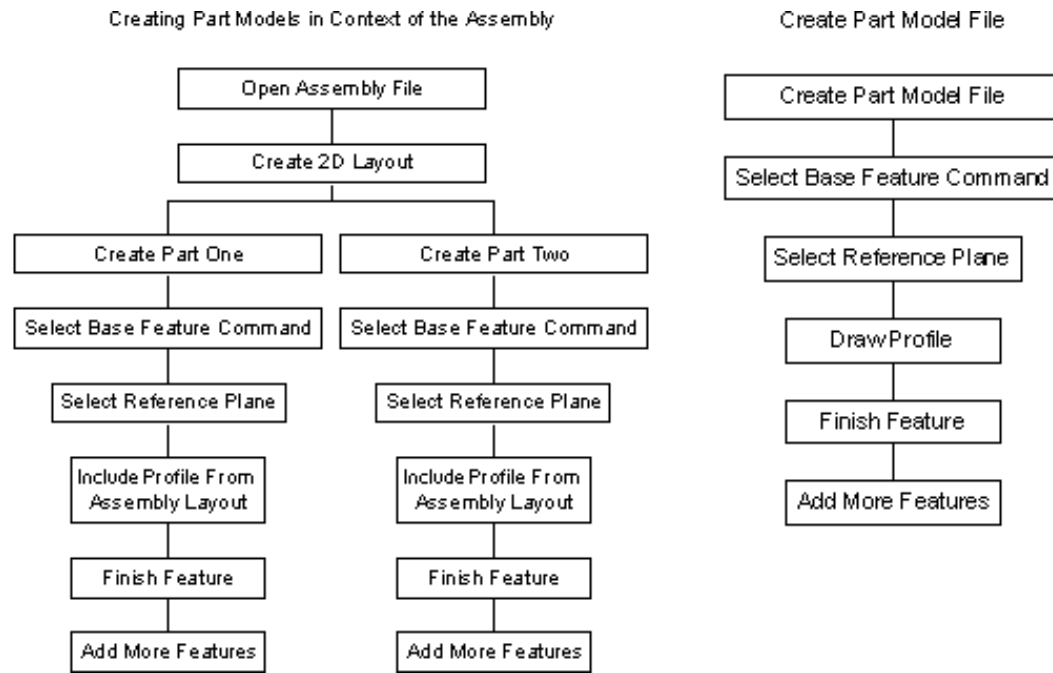 Creating Part Models in Context of the Assembly
Open Assembly File
Create 2D Layout
Create Part One
Select Base Feature Command
Select Reference Plane
Include Profile From
Assembly Layout
Finish Feature
Add More Features
Create Part Two
Select Base Feature Command
Select Reference Plane
Include Profile From
Assembly Layout
Finish Feature
Add More Features
Create Part Model File
Create Part Model File
Select Base Feature Command
Select Reference Plane
Draw Profile
Finish Feature
Add More Features